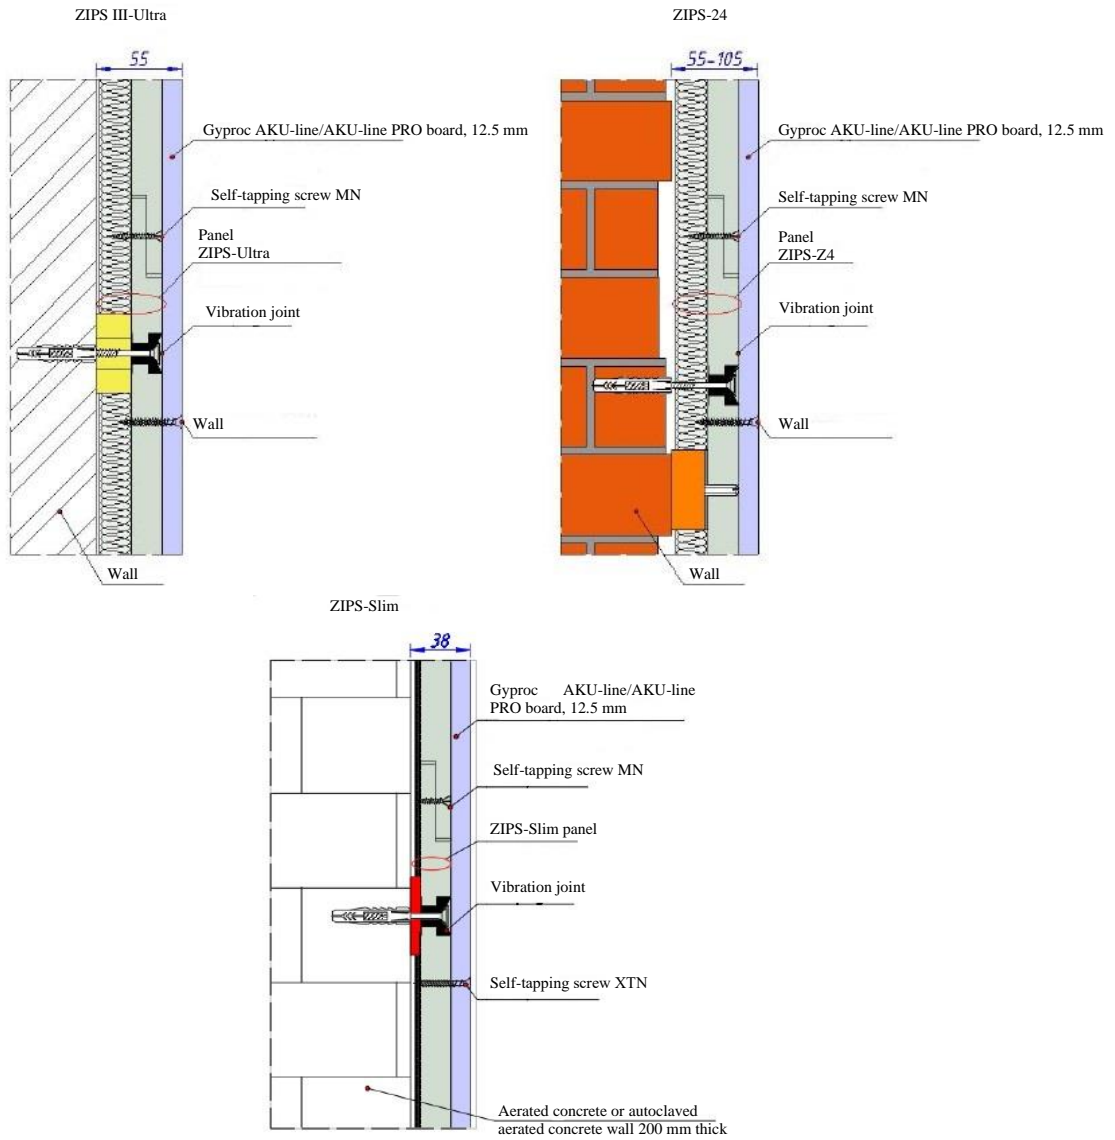 ZIPS III-Ultra
55
Gyproc AKU-line/AKU-line PRO board, 12.5 mm
Self-tapping screw MN
Panel
ZIPS-Ultra
Vibration joint
Wall
Wall
ZIPS-24
55-105
Gyproc AKU-line/AKU-line PRO board, 12.5 mm
Self-tapping screw MN
Panel
ZIPS-Z4
Vibration joint
Wall
Wall
ZIPS-Slim
38
Gyproc AKU-line/AKU-line
PRO board, 12.5 mm
Self-tapping screw MN
ZIPS-Slim panel
Vibration joint
Self-tapping screw XTN
Aerated concrete or autoclaved
aerated concrete wall 200 mm thick